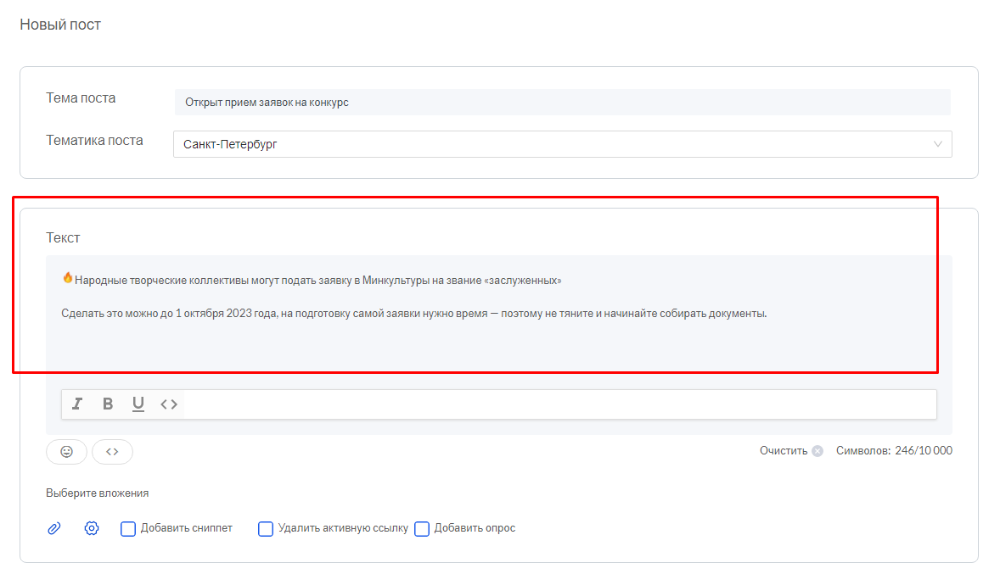 Новый пост
Тема поста
Открыт прием заявок на конкурс
Тематика поста
Санкт-Петербург
Текст
🔥Народные творческие коллективы могут подать заявку в Минкультуры на звание «заслуженных»
Сделать это можно до 1 октября 2023 года, на подготовку самой заявки нужно время — поэтому не тяните и начинайте собирать документы.
I B U <>
<>
Очистить Символов: 246/10 000
Выберите вложения
Добавить сниппет Удалить активную ссылку Добавить опрос